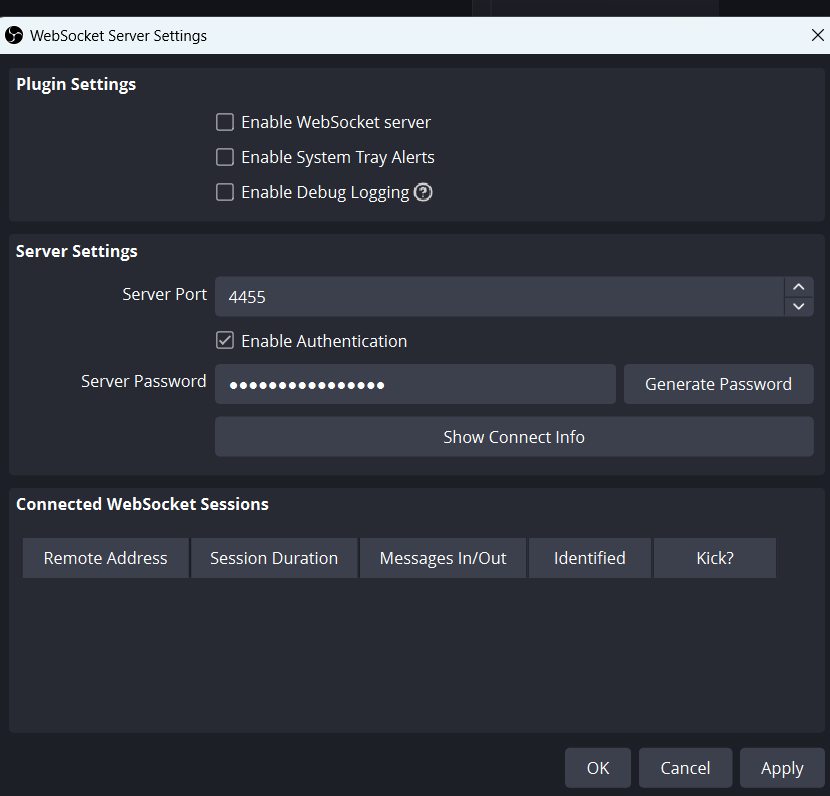 WebSocket Server Settings
Plugin Settings
Enable WebSocket server
Enable System Tray Alerts
Enable Debug Logging
Server Settings
Server Port 4455
Enable Authentication
Server Password ●●●●●●●●●●●●●●●● Generate Password
Show Connect Info
Connected WebSocket Sessions
Remote Address Session Duration Messages In/Out Identified Kick?
OK Cancel Apply